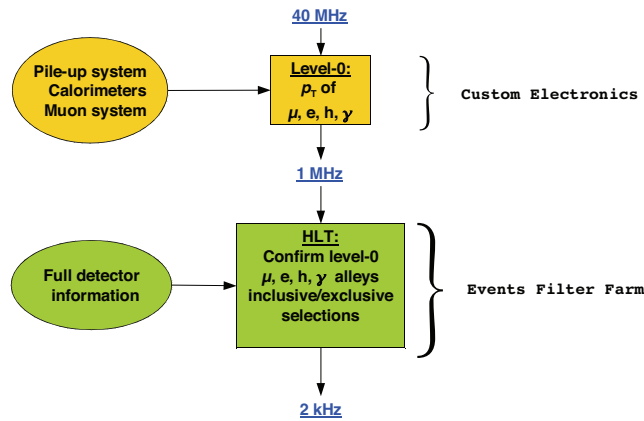 40 MHz
Pile-up system
Calorimeters
Muon system
Level-0:
pT of
μ, e, h, γ
Custom Electronics
1 MHz
Full detector
information
HLT:
Confirm level-0
μ, e, h, γ alleys
inclusive/exclusive
selections
Events Filter Farm
2 kHz